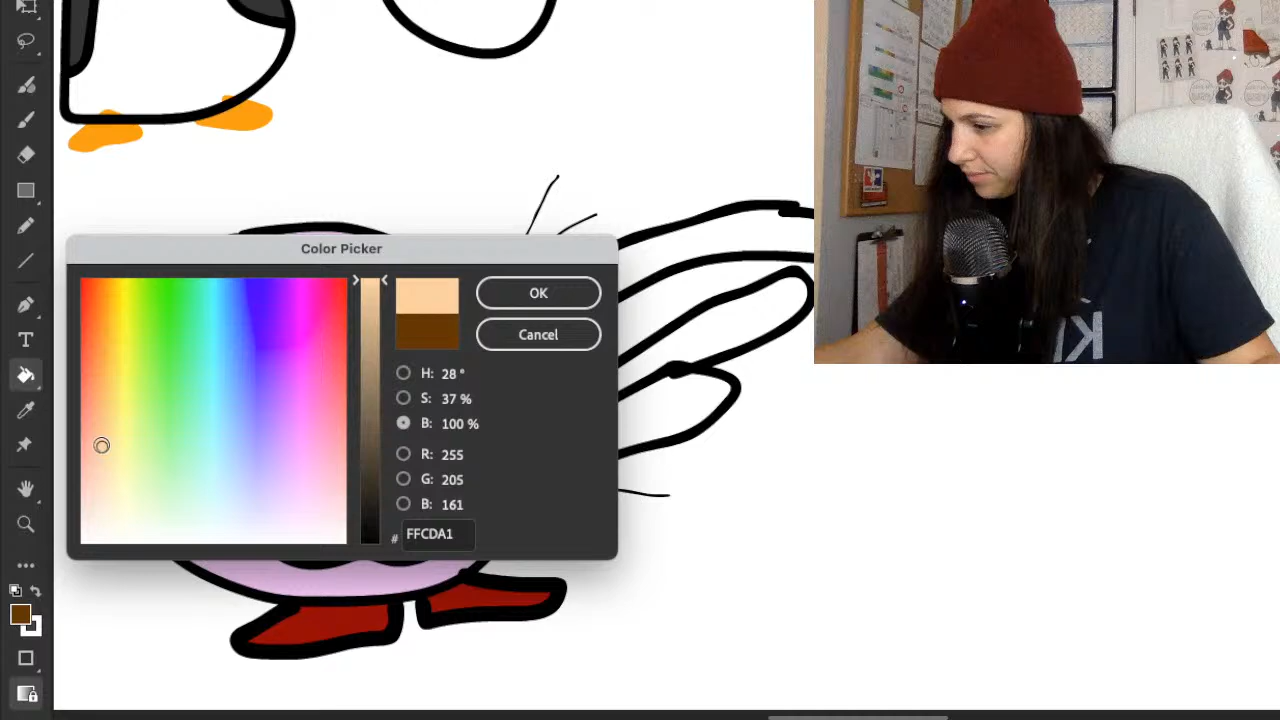 Color Picker
OK
Cancel
H: 28 °
S: 37 %
B: 100 %
R: 255
G: 205
B: 161
# FFCDA1
T